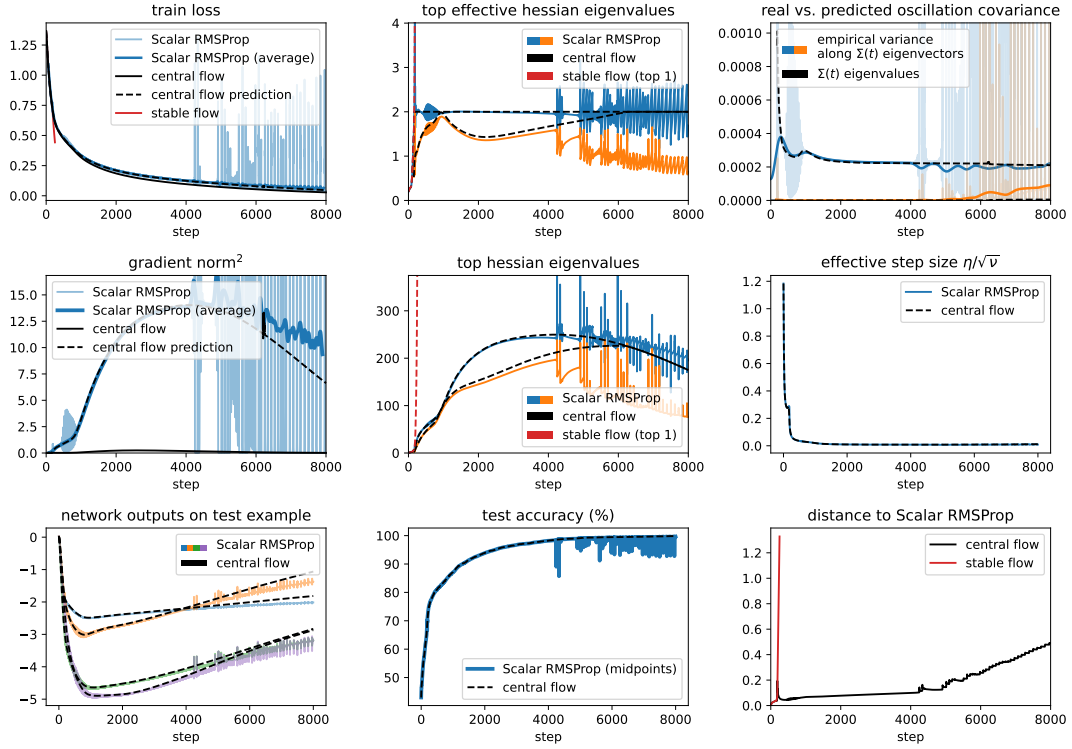 train loss
1.25
1.00
0.75
0.50
0.25
0.00
Scalar RMSProp
Scalar RMSProp (average)
central flow
central flow prediction
stable flow
0 2000 4000 6000 8000
step
top effective hessian eigenvalues
4
3
2
1
0
Scalar RMSProp
central flow
stable flow (top 1)
0 2000 4000 6000 8000
step
real vs. predicted oscillation covariance
0.0010
0.0008
0.0006
0.0004
0.0002
0.0000
empirical variance
along Σ(t) eigenvectors
Σ(t) eigenvalues
0 2000 4000 6000 8000
step
gradient norm²
15.0
12.5
10.0
7.5
5.0
2.5
0.0
Scalar RMSProp
Scalar RMSProp (average)
central flow
central flow prediction
0 2000 4000 6000 8000
step
top hessian eigenvalues
300
200
100
0
Scalar RMSProp
central flow
stable flow (top 1)
0 2000 4000 6000 8000
step
effective step size η/√ν
1.2
1.0
0.8
0.6
0.4
0.2
0.0
Scalar RMSProp
central flow
0 2000 4000 6000 8000
step
network outputs on test example
0
−1
−2
−3
−4
−5
Scalar RMSProp
central flow
0 2000 4000 6000 8000
step
test accuracy (%)
100
90
80
70
60
50
Scalar RMSProp (midpoints)
central flow
0 2000 4000 6000 8000
step
distance to Scalar RMSProp
1.2
1.0
0.8
0.6
0.4
0.2
0.0
central flow
stable flow
0 2000 4000 6000 8000
step